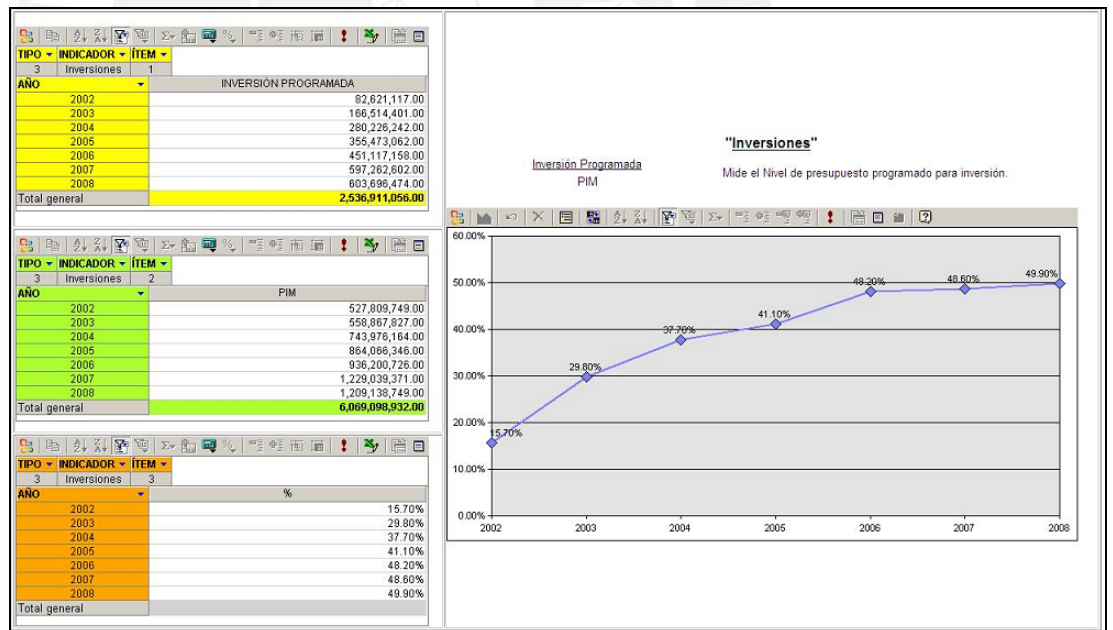 TIPO INDICADOR ÍTEM
3 Inversiones 1
AÑO INVERSIÓN PROGRAMADA
2002 82,621,117.00
2003 166,514,401.00
2004 280,226,242.00
2005 355,473,062.00
2006 451,117,158.00
2007 597,262,602.00
2008 603,696,474.00
Total general 2,536,911,056.00
TIPO INDICADOR ÍTEM
3 Inversiones 2
AÑO PIM
2002 527,809,749.00
2003 558,867,827.00
2004 743,976,164.00
2005 864,066,346.00
2006 936,200,726.00
2007 1,229,039,371.00
2008 1,209,138,749.00
Total general 6,069,098,932.00
TIPO INDICADOR ÍTEM
3 Inversiones 3
AÑO %
2002 15.70%
2003 29.80%
2004 37.70%
2005 41.10%
2006 48.20%
2007 48.60%
2008 49.90%
Total general
"Inversiones"
Inversión Programada
PIM
Mide el Nivel de presupuesto programado para inversión.
60.00%
50.00%
40.00%
30.00%
20.00%
10.00%
0.00%
15.70%
29.80%
37.70%
41.10%
48.20%
48.60%
49.90%
2002 2003 2004 2005 2006 2007 2008